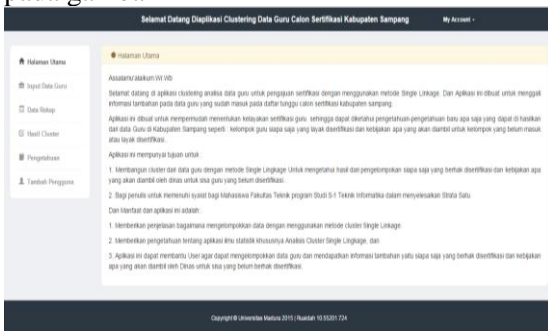 Selamat Datang Diaplikasi Clustering Data Guru Calon Sertifikasi Kabupaten Sampang
My Account
Halaman Utama
Input Data Guru
Data Rekap
Hasil Cluster
Pengetahuan
Tambah Pengguna
Halaman Utama
Assalamu'alaikum Wr.Wb
Selamat datang di aplikasi clustering analisa data guru untuk pengajuan sertifikasi dengan menggunakan metode Single Linkage. Dan Aplikasi ini dibuat untuk menggali
informasi tambahan pada data guru yang sudah masuk pada daftar tunggu calon sertifikasi kabupaten sampang.
Aplikasi ini dibuat untuk mempermudah menentukan kelayakan sertifikasi guru. sehingga dapat diketahui pengetahuan-pengetahuan baru apa saja yang dapat di hasilkan
dari data Guru di Kabupaten Sampang seperti : kelompok guru siapa saja yang layak disertifikasi dan kebijakan apa yang akan diambil untuk kelompok yang belum masuk
atau layak disertifikasi.
Aplikasi ini mempunyai tujuan untuk :
1. Membangun cluster dari data guru dengan metode Single Lingkage Untuk mengetahui hasil dari pengelompokan siapa saja yang berhak disertifikasi dan kebijakan apa
yang akan diambil oleh dinas untuk sisa guru yang belum disertifikasi.
2. Bagi penulis untuk memenuhi syarat bagi Mahasiswa Fakultas Teknik program Studi S-1 Teknik Informatika dalam menyelesaikan Strata Satu.
Dan Manfaat dari aplikasi ini adalah :
1. Memberikan penjelasan bagaimana mengelompokkan data dengan menggunakan metode cluster Single Linkage
2. Memberikan pengetahuan tentang aplikasi ilmu statistik khususnya Analisis Cluster Single Lingkage, dan
3. Aplikasi ini dapat membantu User agar dapat mengelompokkan data guru dan mendapatkan informasi tambahan yaitu siapa saja yang berhak disertifikasi dan kebijakan
apa yang akan diambil oleh Dinas untuk sisa yang belum berhak disertifikasi.
Copyright © Universitas Madura 2015 | Ruaidah 10.55201.724